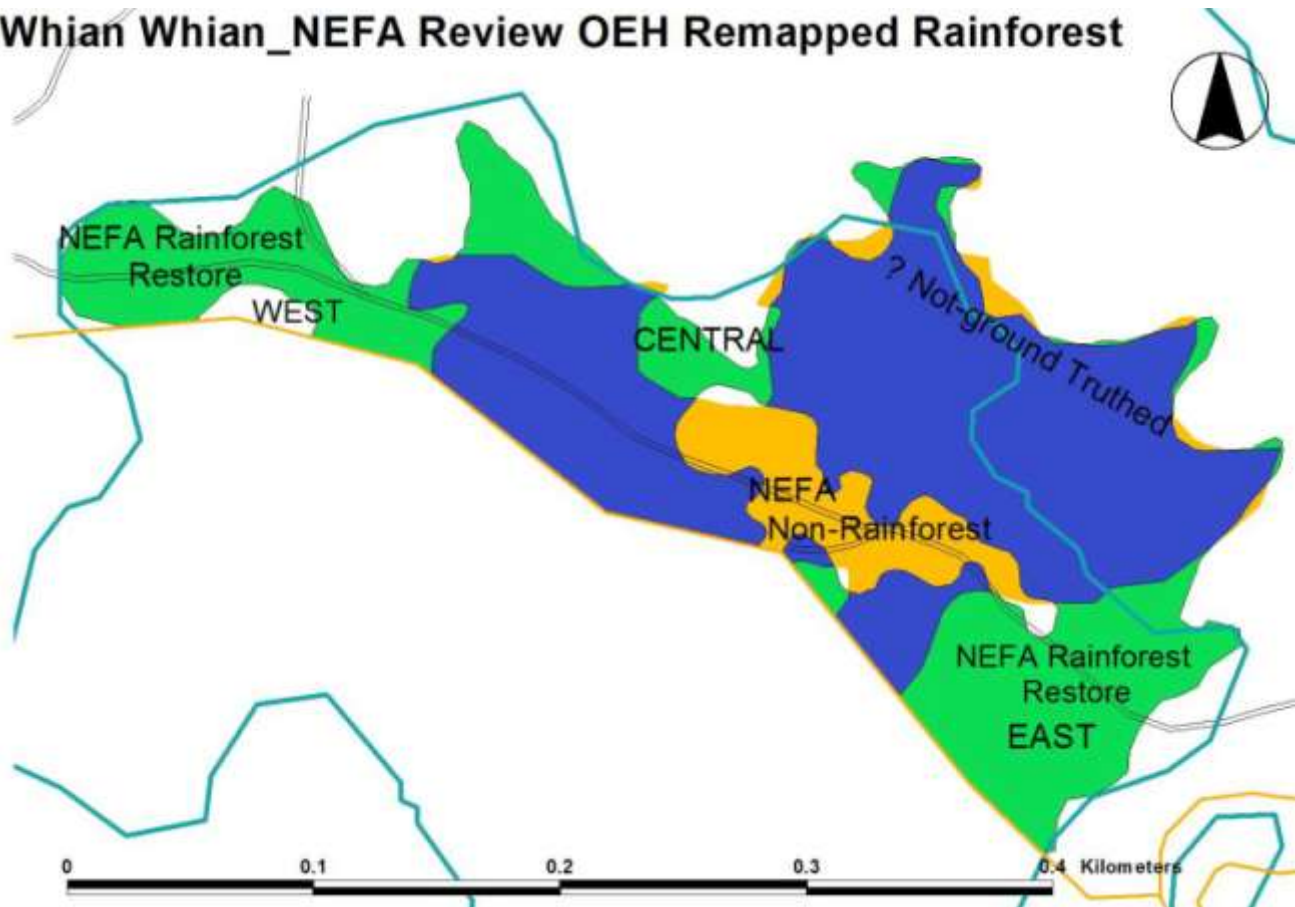 Whian Whian_NEFA Review OEH Remapped Rainforest
NEFA Rainforest
Restore
WEST
CENTRAL
? Not-ground Truthed
NEFA
Non-Rainforest
NEFA Rainforest
Restore
EAST
0 0.1 0.2 0.3 0.4 Kilometers